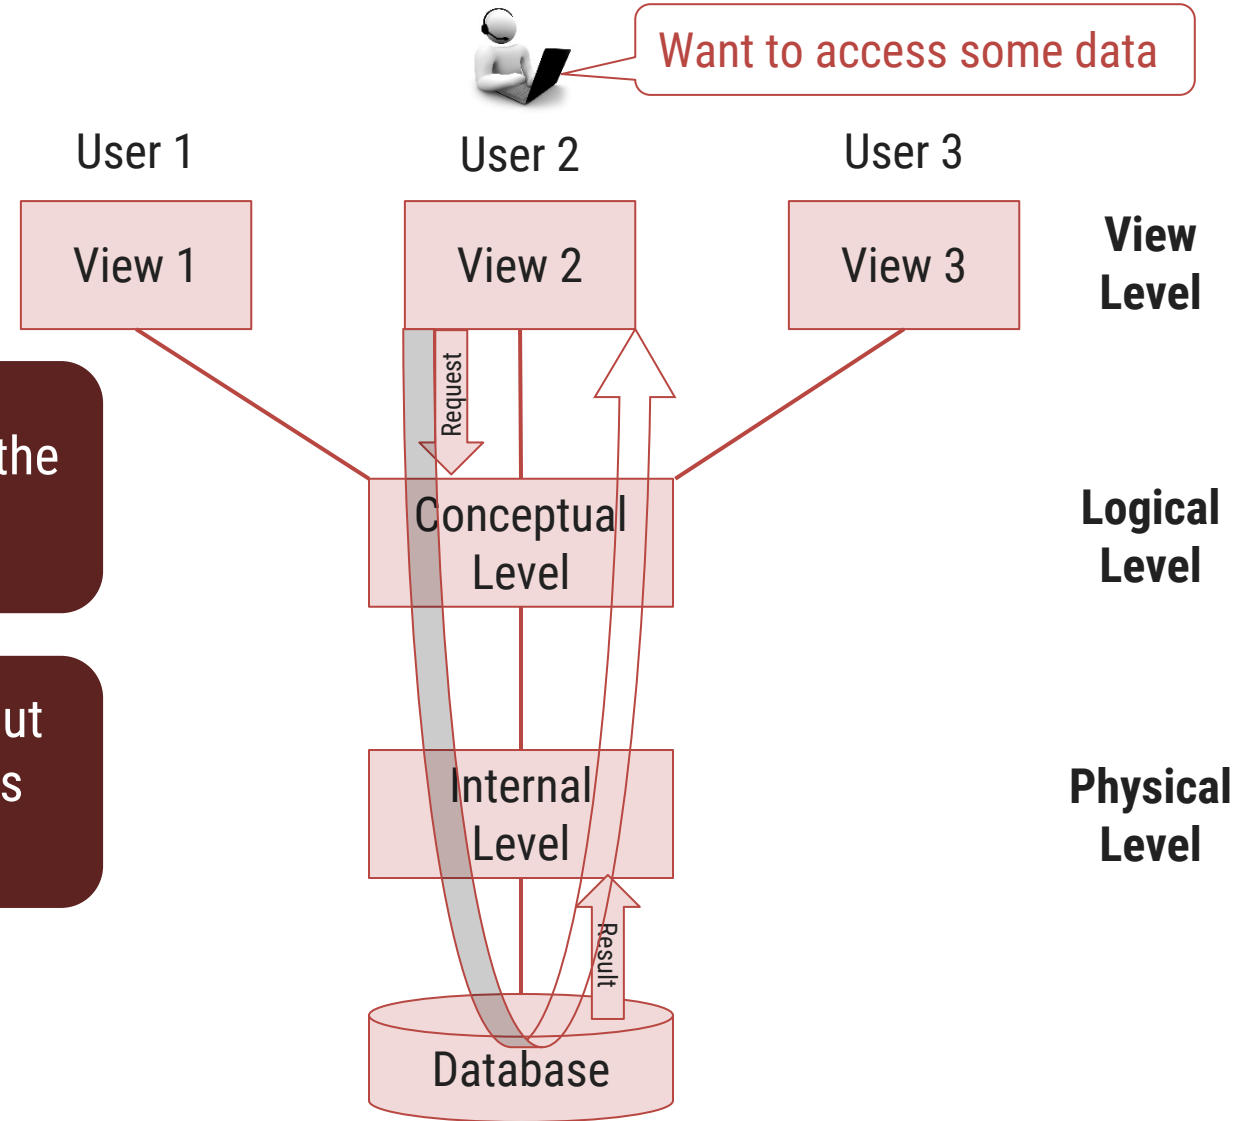 Want to access some data
User 1
User 2
User 3
View 1
View 2
View 3
View
Level
Request
the
Conceptual
Level
Logical
Level
ut
s
Internal
Level
Physical
Level
Result
Database